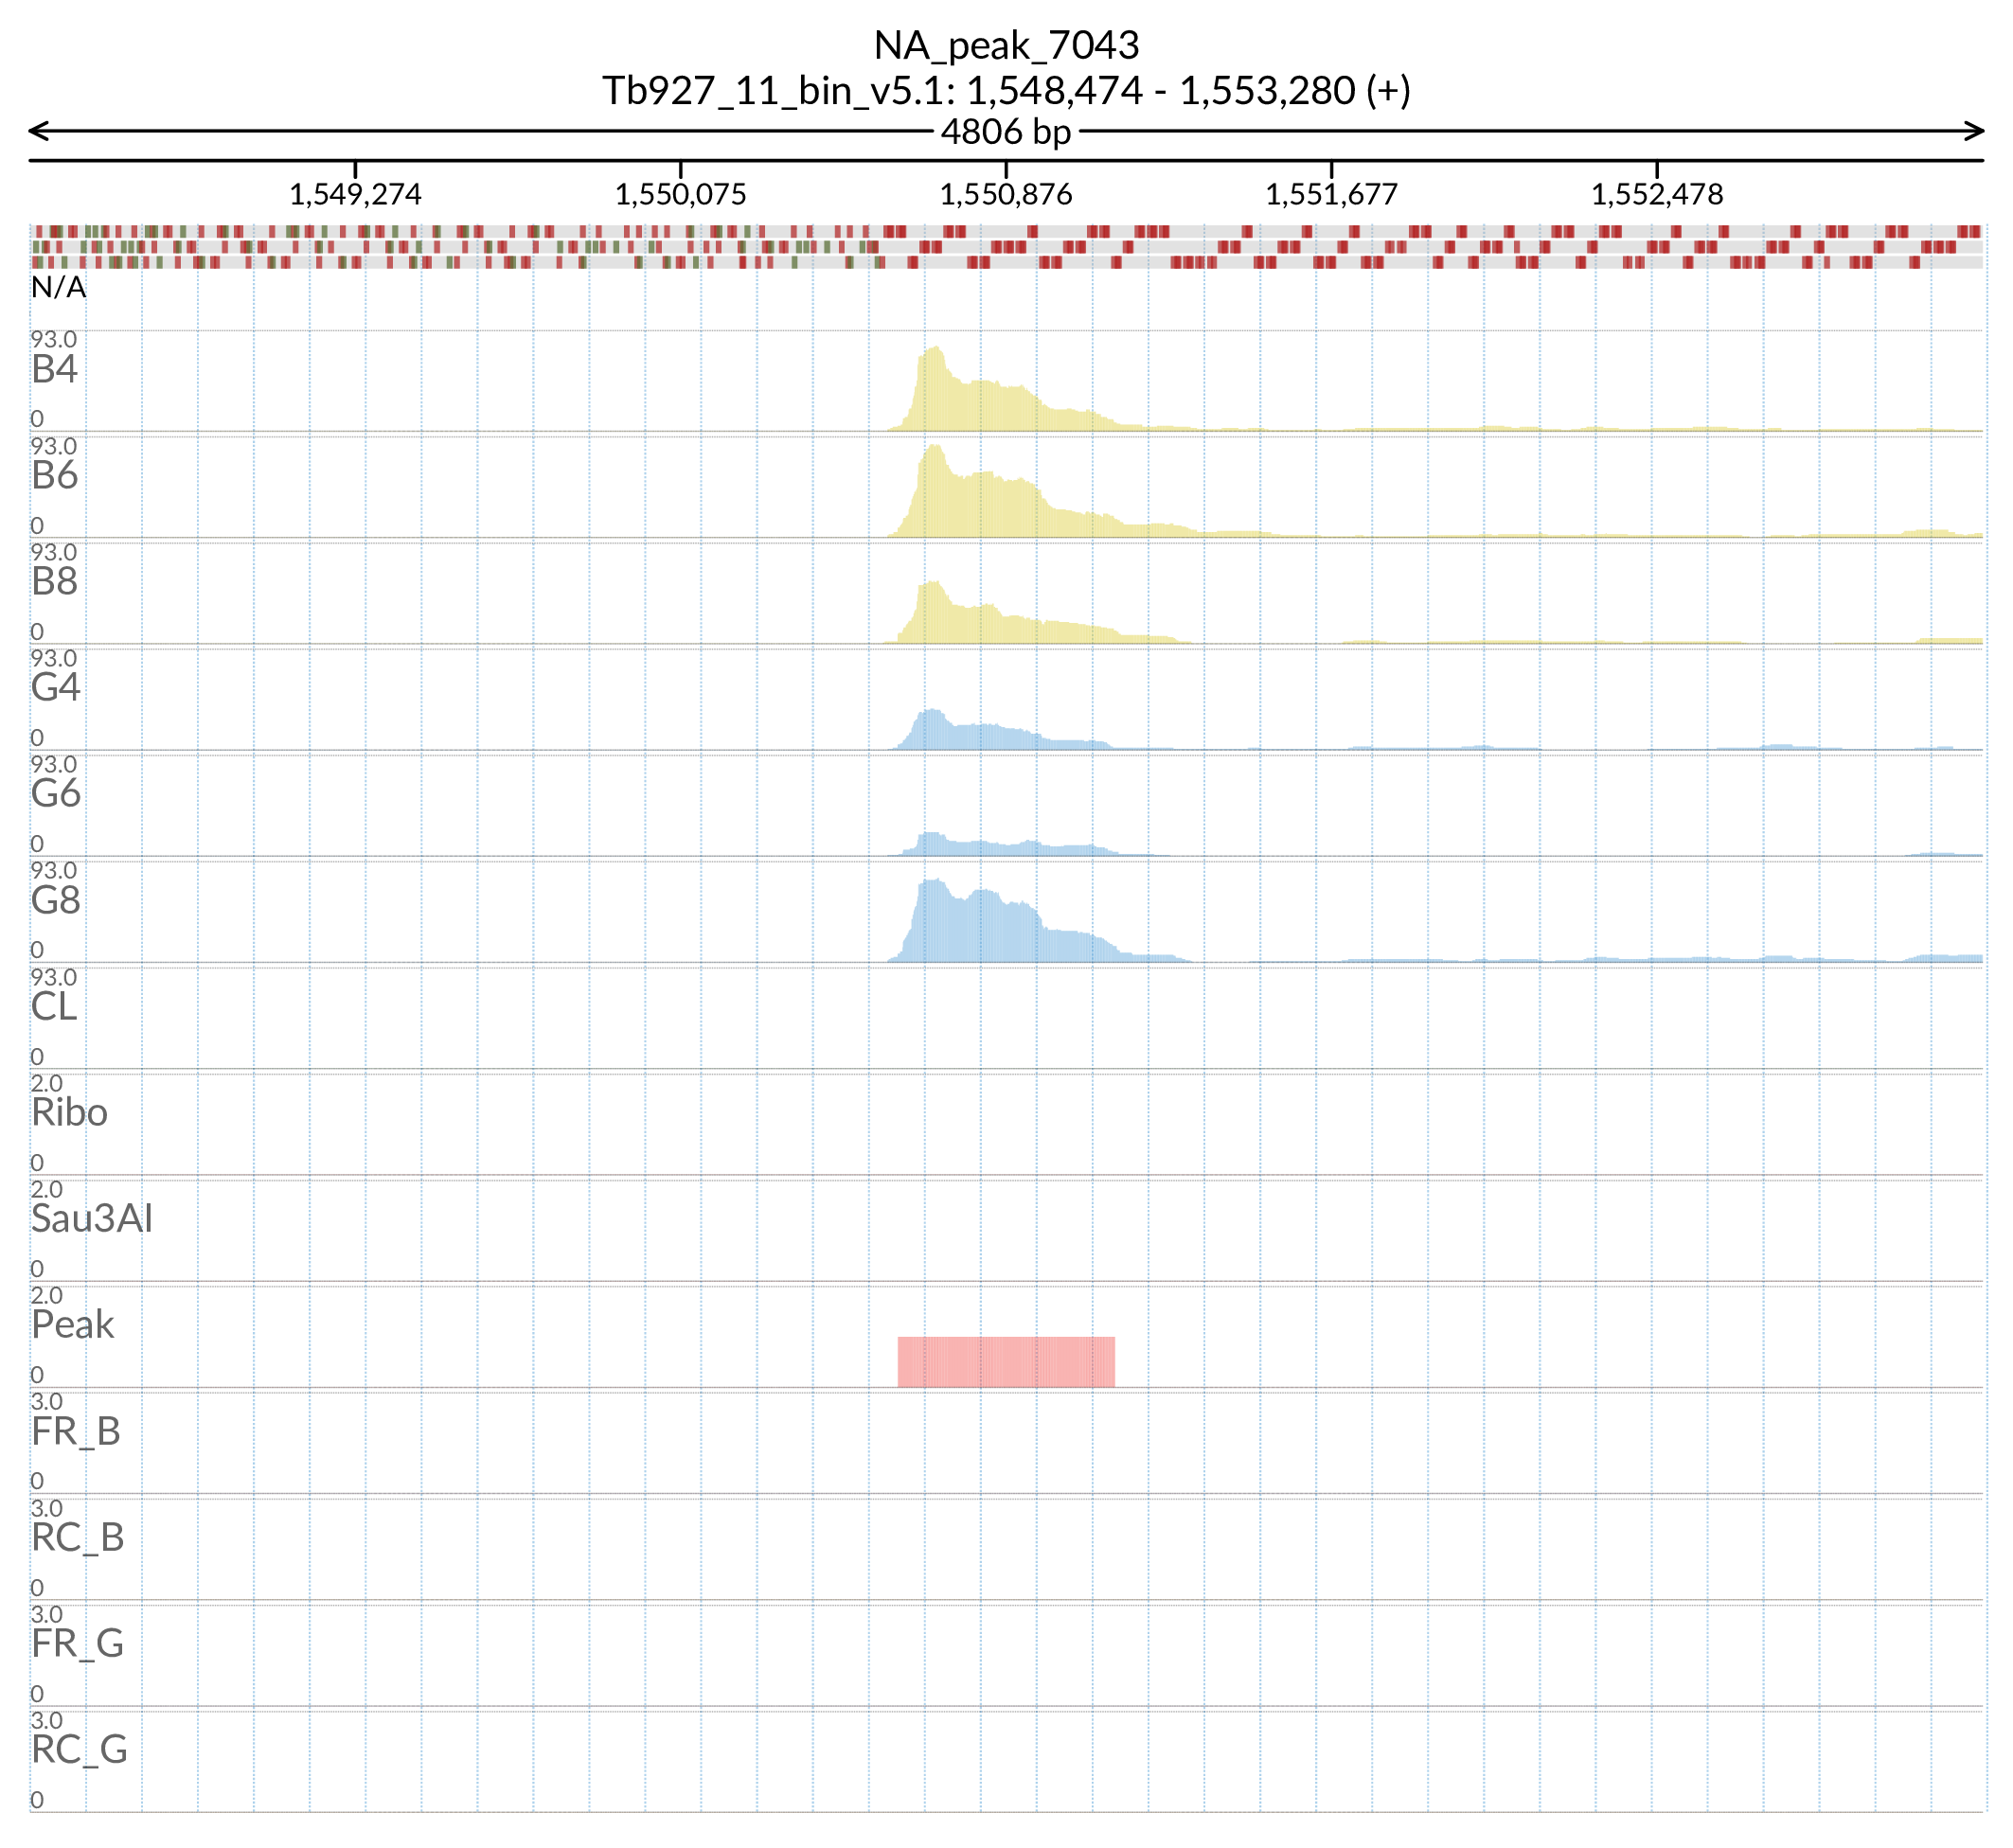 NA_peak_7043
Tb927_11_bin_v5.1: 1,548,474 - 1,553,280 (+)
4806 bp
1,549,274 1,550,075 1,550,876 1,551,677 1,552,478
N/A
93.0
B4
0
93.0
B6
0
93.0
B8
0
93.0
G4
0
93.0
G6
0
93.0
G8
0
93.0
CL
0
2.0
Ribo
0
2.0
Sau3AI
0
2.0
Peak
0
3.0
FR_B
0
3.0
RC_B
0
3.0
FR_G
0
3.0
RC_G
0